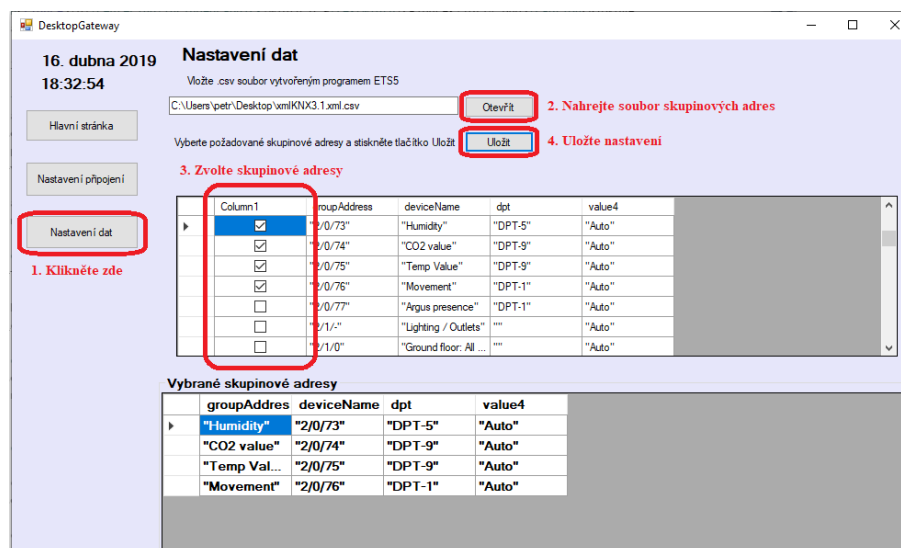 DesktopGateway
16. dubna 2019
18:32:54
Hlavní stránka
Nastavení připojení
Nastavení dat
1. Klikněte zde
Nastavení dat
Vložte .csv soubor vytvořeným programem ETS5
C:\Users\petr\Desktop\xmlKNX3.1.xml.csv
Otevřít
2. Nahrejte soubor skupinových adres
Vyberte požadované skupinové adresy a stiskněte tlačítko Uložit
Uložit
4. Uložte nastavení
3. Zvolte skupinové adresy
Column1 groupAddress deviceName dpt value4
"2/0/73" "Humidity" "DPT-5" "Auto"
"2/0/74" "CO2 value" "DPT-9" "Auto"
"2/0/75" "Temp Value" "DPT-9" "Auto"
"2/0/76" "Movement" "DPT-1" "Auto"
"2/0/77" "Argus presence" "DPT-1" "Auto"
"2/1/-" "Lighting / Outlets" "" "Auto"
"2/1/0" "Ground floor: All ... "" "Auto"
Vybrané skupinové adresy
groupAddres deviceName dpt value4
"Humidity" "2/0/73" "DPT-5" "Auto"
"CO2 value" "2/0/74" "DPT-9" "Auto"
"Temp Val... "2/0/75" "DPT-9" "Auto"
"Movement" "2/0/76" "DPT-1" "Auto"